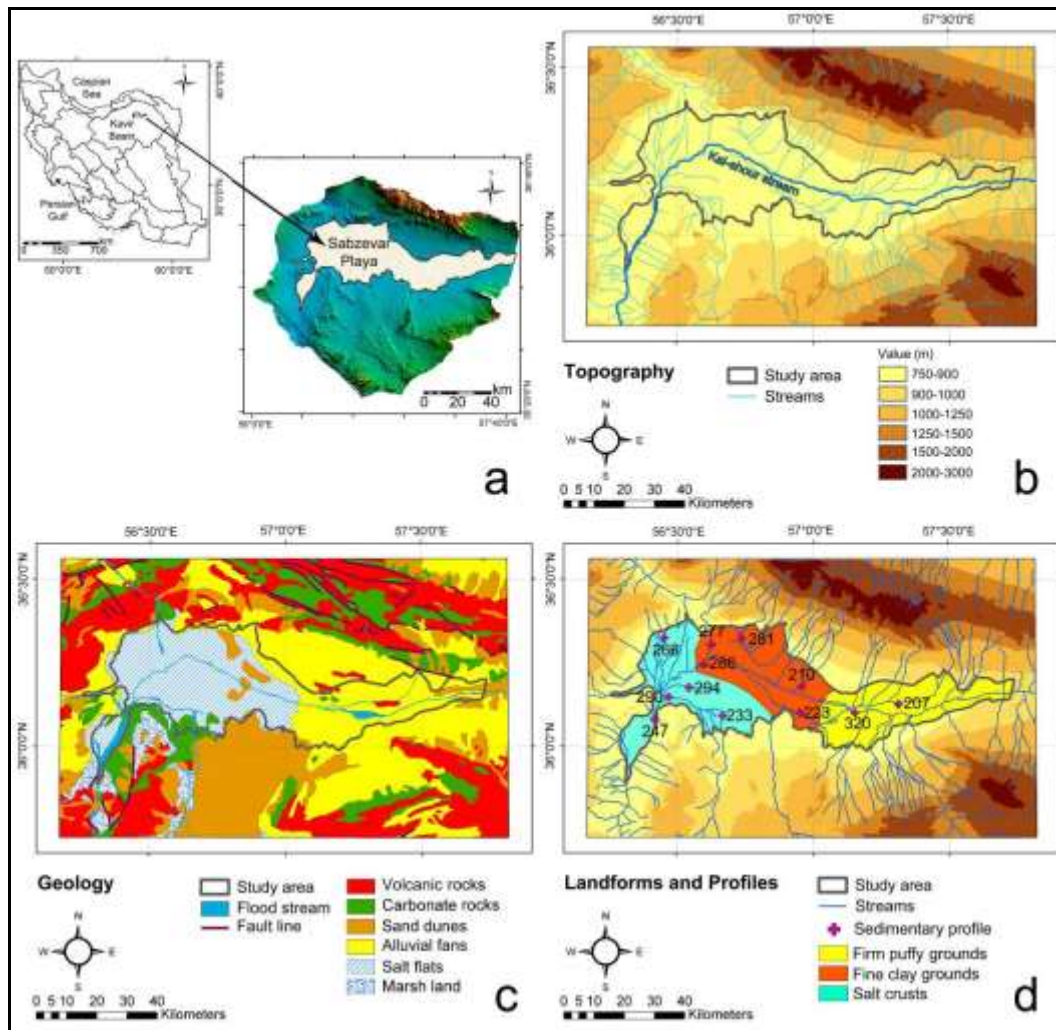 Caspian
Sea
Kavir
Basin
Persian
Gulf
0 350 700
km
Sabzevar
Playa
km
0 20 40
a
56°30'0"E 57°0'0"E 57°30'0"E
36°30'0"N
36°0'0"N
Kal-shour stream
Topography
Study area
Streams
Value (m)
750-900
900-1000
1000-1250
1250-1500
1500-2000
2000-3000
N
W E
S
0 5 10 20 30 40
Kilometers
b
56°30'0"E 57°0'0"E 57°30'0"E
36°30'0"N
36°0'0"N
Geology
Study area
Flood stream
Fault line
Volcanic rocks
Carbonate rocks
Sand dunes
Alluvial fans
Salt flats
Marsh land
N
W E
S
0 5 10 20 30 40
Kilometers
c
56°30'0"E 57°0'0"E 57°30'0"E
36°30'0"N
36°0'0"N
281
286
210
294
207
233
223
320
247
Landforms and Profiles
Study area
Streams
Sedimentary profile
Firm puffy grounds
Fine clay grounds
Salt crusts
N
W E
S
0 5 10 20 30 40
Kilometers
d